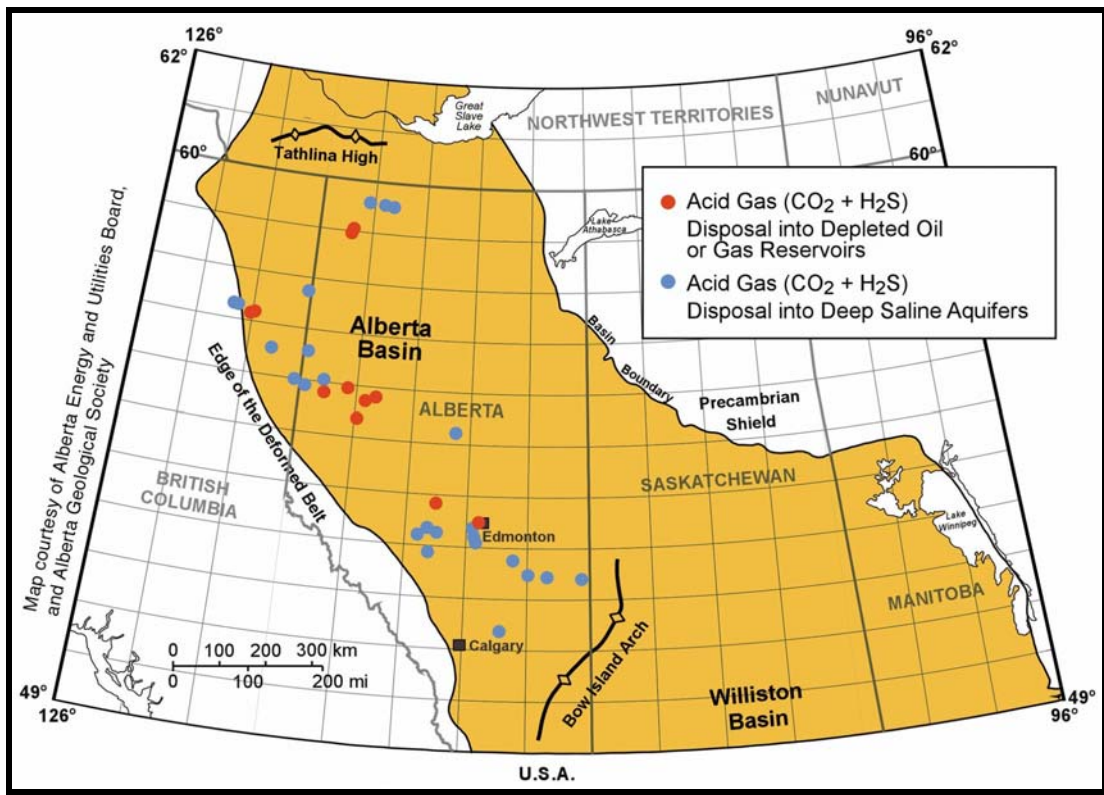 126°
62°
96°
62°
Great
Slave
Lake
NORTHWEST TERRITORIES
NUNAVUT
60°
Tathlina High
60°
Acid Gas (CO2 + H2S)
Disposal into Depleted Oil
or Gas Reservoirs
Acid Gas (CO2 + H2S)
Disposal into Deep Saline Aquifers
Lake
Athabasca
Map courtesy of Alberta Energy and Utilities Board,
and Alberta Geological Society
Alberta
Basin
Basin
Boundary
Edge of the Deformed Belt
ALBERTA
Precambrian
Shield
BRITISH
COLUMBIA
SASKATCHEWAN
Lake
Winnipeg
Edmonton
MANITOBA
Calgary
Bow Island Arch
0 100 200 300 km
0 100 200 mi
Williston
Basin
49°
126°
49°
96°
U.S.A.